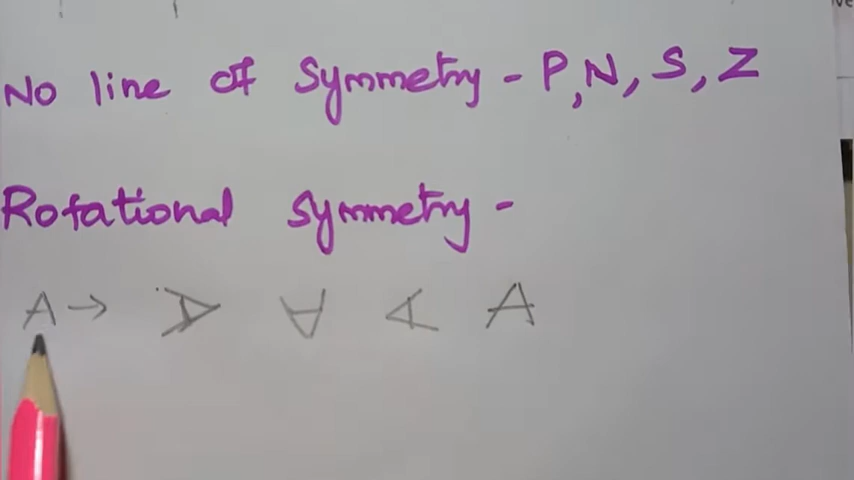 No line of Symmetry - P, N, S, Z
Rotational Symmetry -
A → A A A A